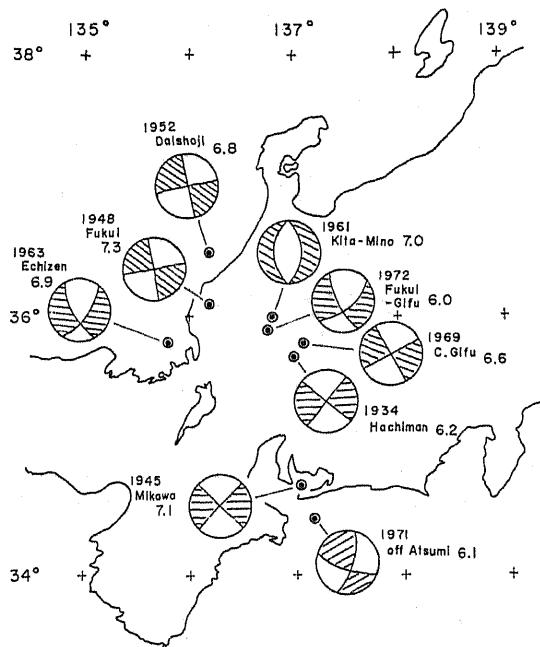 135°
137°
139°
38°
1952
Daishoji
6.8
1948
Fukui
7.3
1963
Echizen
6.9
1961
Kita-Mino 7.0
1972
Fukui
-Gifu
6.0
36°
1969
C.Gifu
6.6
1934
Hachiman
6.2
1945
Mikawa
7.1
1971
off Atsumi 6.1
34°